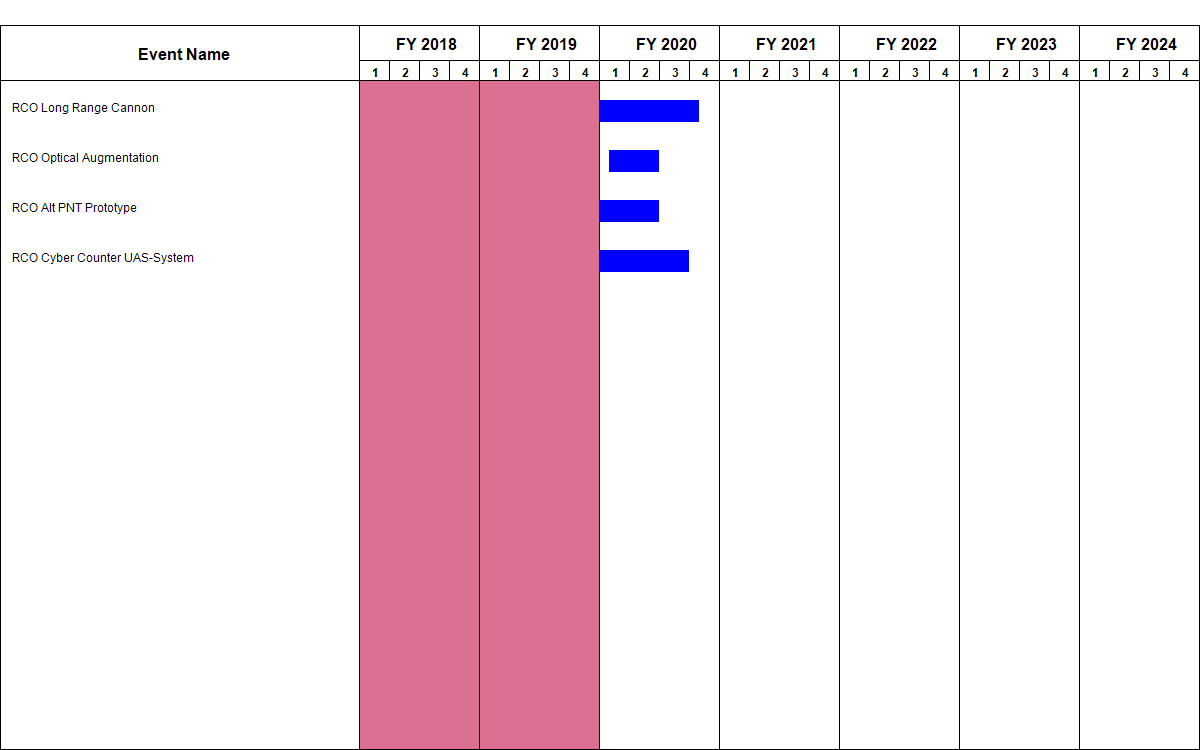 Event Name FY 2018 FY 2019 FY 2020 FY 2021 FY 2022 FY 2023 FY 2024
1 2 3 4 1 2 3 4 1 2 3 4 1 2 3 4 1 2 3 4 1 2 3 4 1 2 3 4
RCO Long Range Cannon
RCO Optical Augmentation
RCO Alt PNT Prototype
RCO Cyber Counter UAS-System